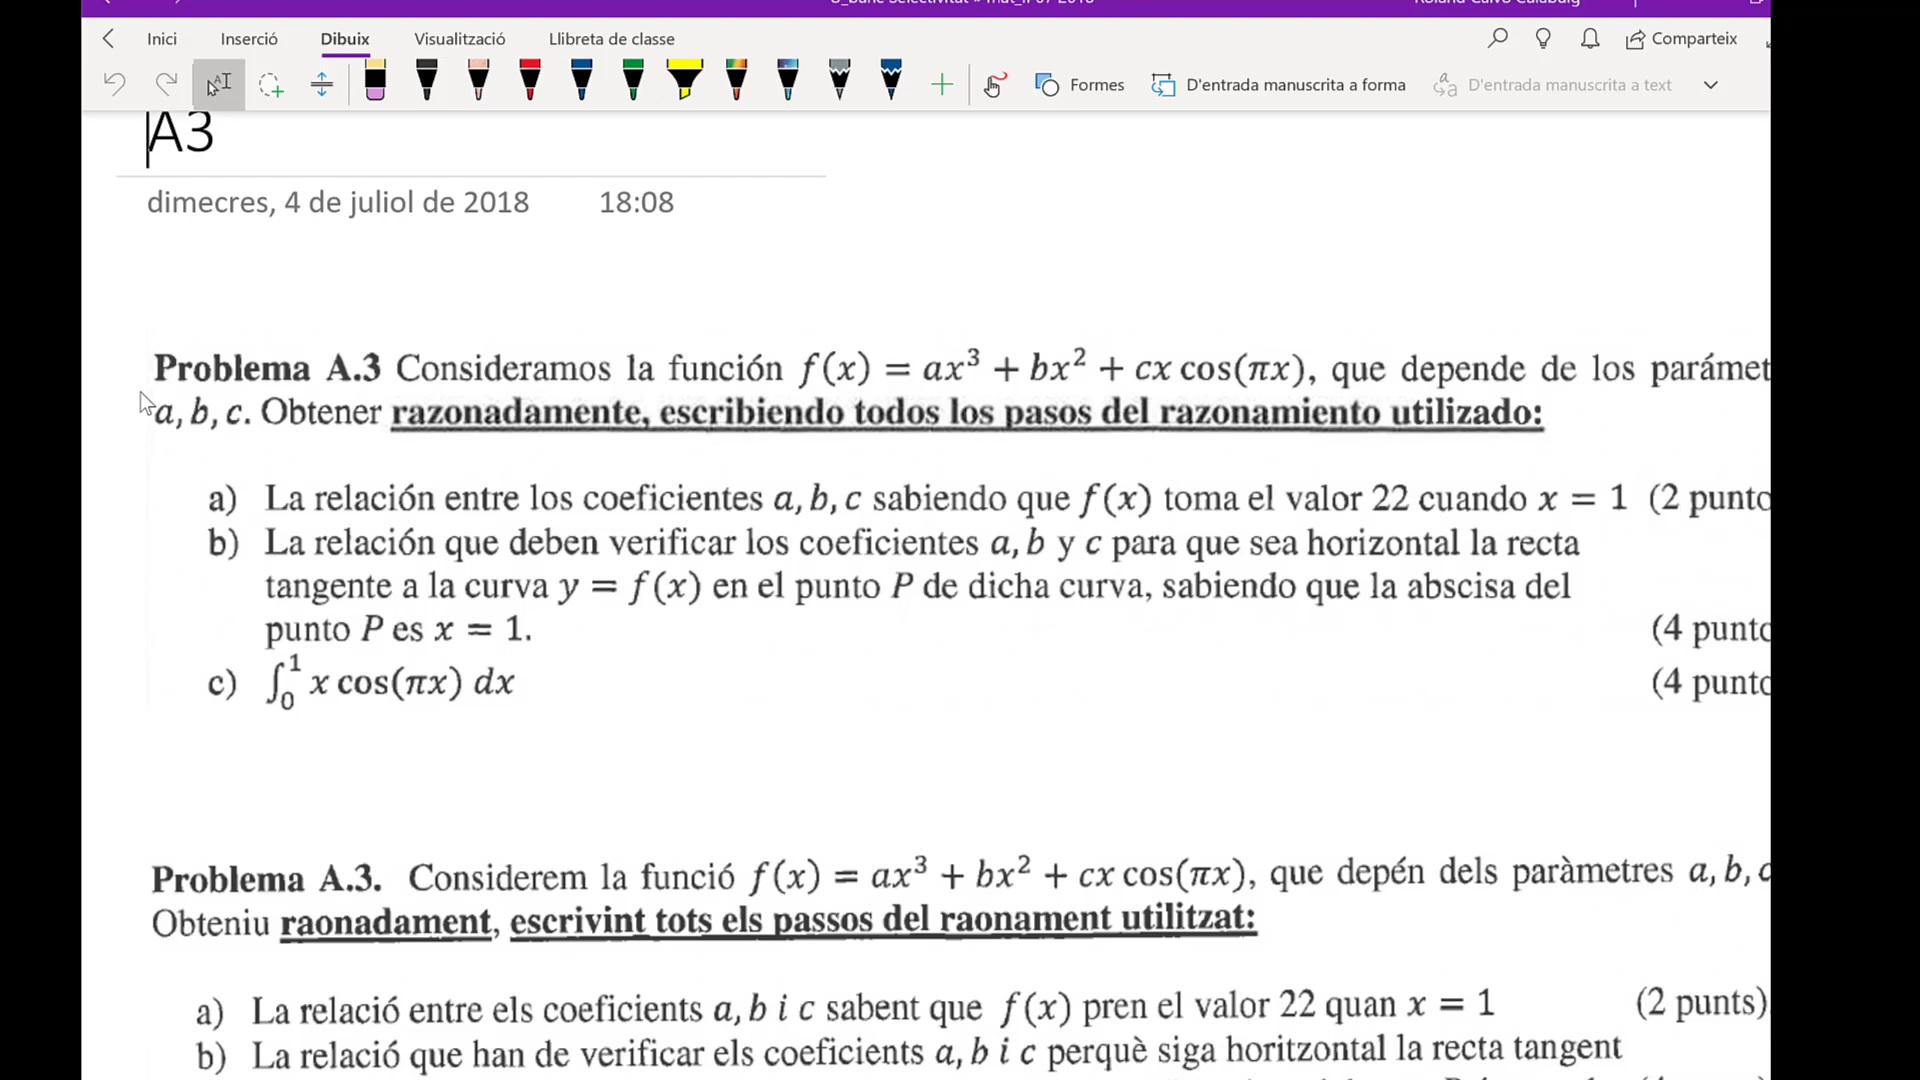 Inici Inserció Dibuix Visualització Llibreta de classe Comparteix
Formes D'entrada manuscrita a forma D'entrada manuscrita a text
A3
dimecres, 4 de juliol de 2018 18:08
Problema A.3 Consideramos la función f(x) = ax³ + bx² + cx cos(πx), que depende de los parámet
a, b, c. Obtener razonadamente, escribiendo todos los pasos del razonamiento utilizado:
a) La relación entre los coeficientes a, b, c sabiendo que f(x) toma el valor 22 cuando x = 1 (2 punto
b) La relación que deben verificar los coeficientes a, b y c para que sea horizontal la recta
tangente a la curva y = f(x) en el punto P de dicha curva, sabiendo que la abscisa del
punto P es x = 1. (4 punto
c) ∫₀¹ x cos(πx) dx (4 punto
Problema A.3. Considerem la funció f(x) = ax³ + bx² + cx cos(πx), que depén dels paràmetres a, b, c
Obteniu raonadament, escrivint tots els passos del raonament utilitzat:
a) La relació entre els coeficients a, b i c sabent que f(x) pren el valor 22 quan x = 1 (2 punts)
b) La relació que han de verificar els coeficients a, b i c perquè siga horitzontal la recta tangent